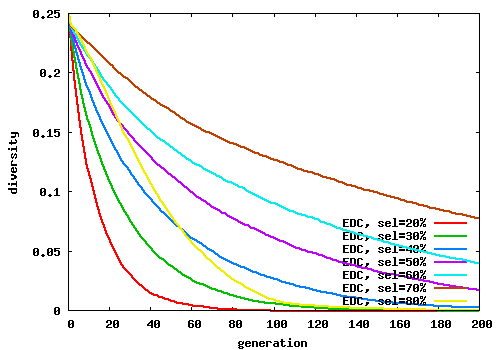 0.25
0.2
0.15
0.1
0.05
0
diversity
EDC, sel=20%
EDC, sel=30%
EDC, sel=40%
EDC, sel=50%
EDC, sel=60%
EDC, sel=70%
EDC, sel=80%
0 20 40 60 80 100 120 140 160 180 200
generation